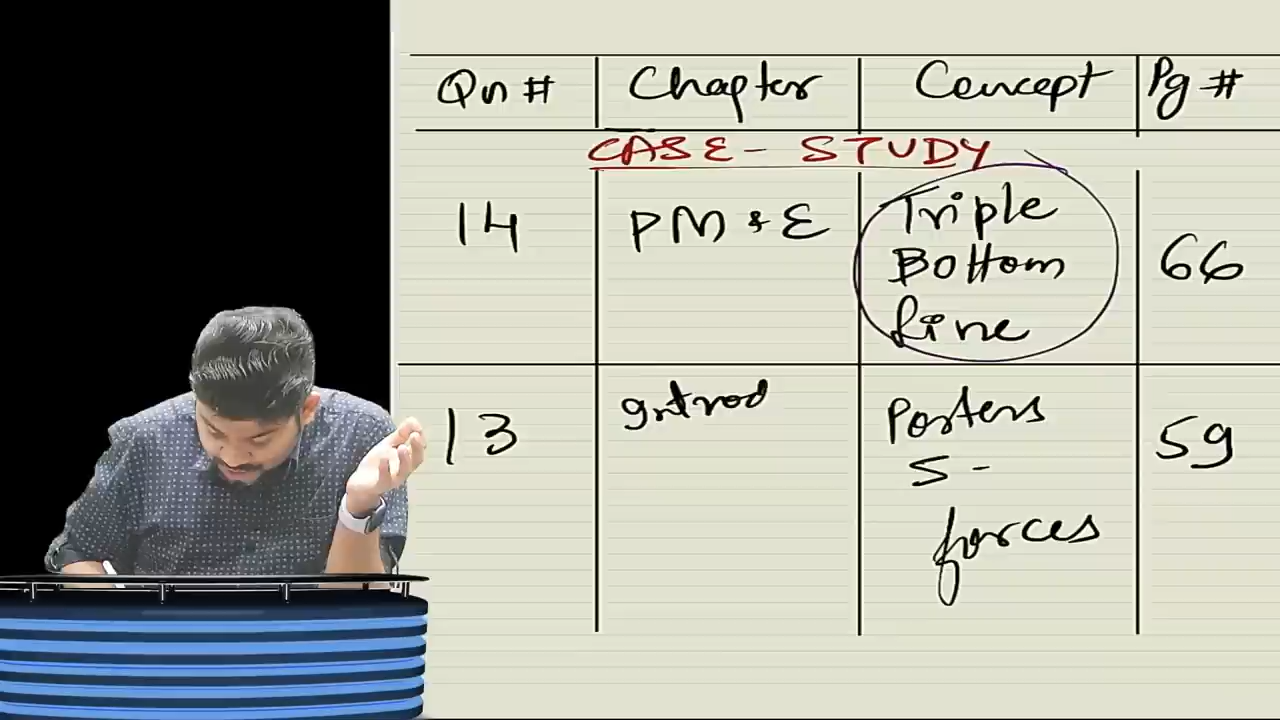 Qn # Chapter Concept Pg #
CASE - STUDY
14 PM & E Triple Bottom Line 66
13 Introd Porters 5 - forces 59